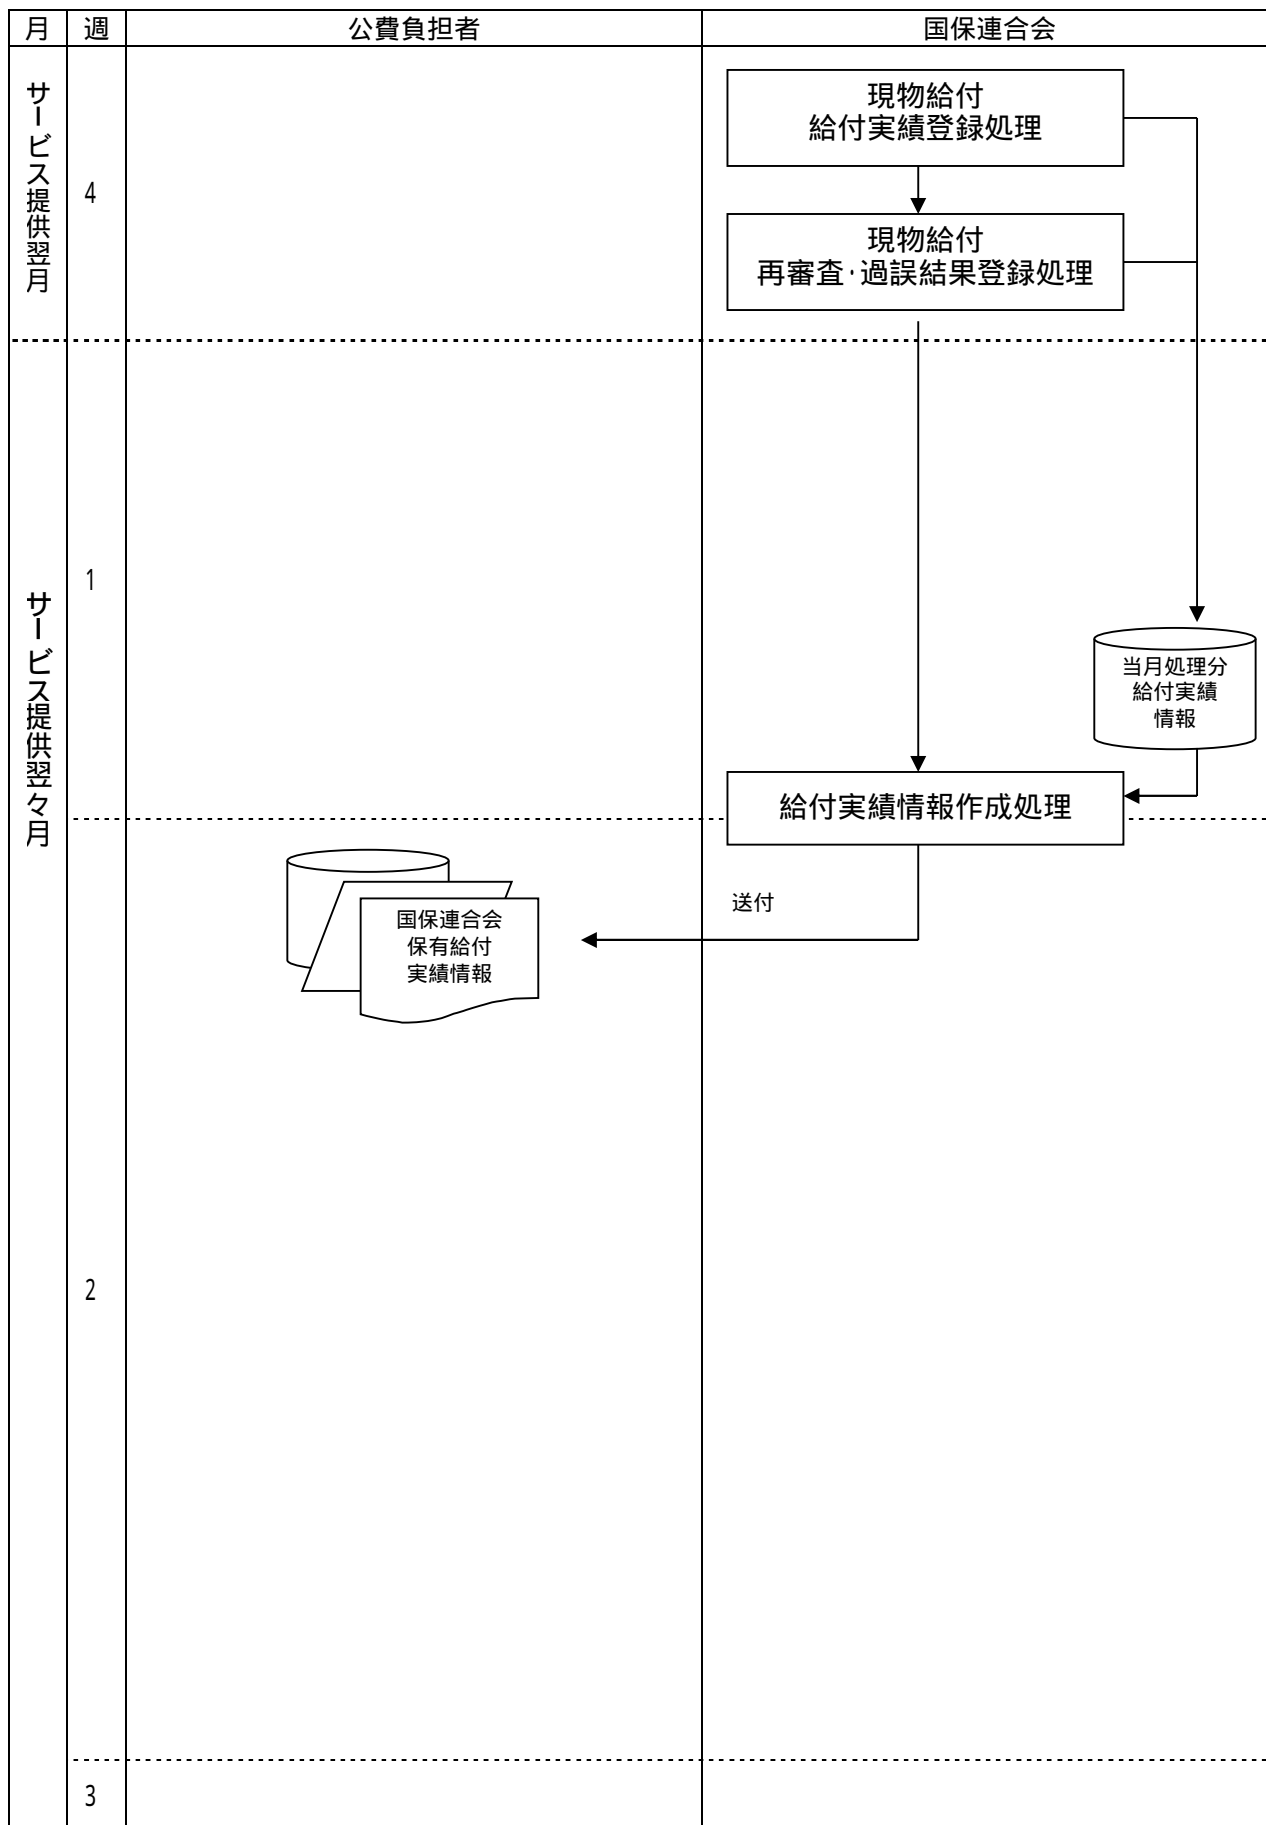 月 週 公費負担者 国保連合会
サービス提供翌月
4
現物給付
給付実績登録処理
現物給付
再審査・過誤結果登録処理
サービス提供翌々月
1
当月処理分
給付実績
情報
給付実績情報作成処理
送付
国保連合会
保有給付
実績情報
2
3